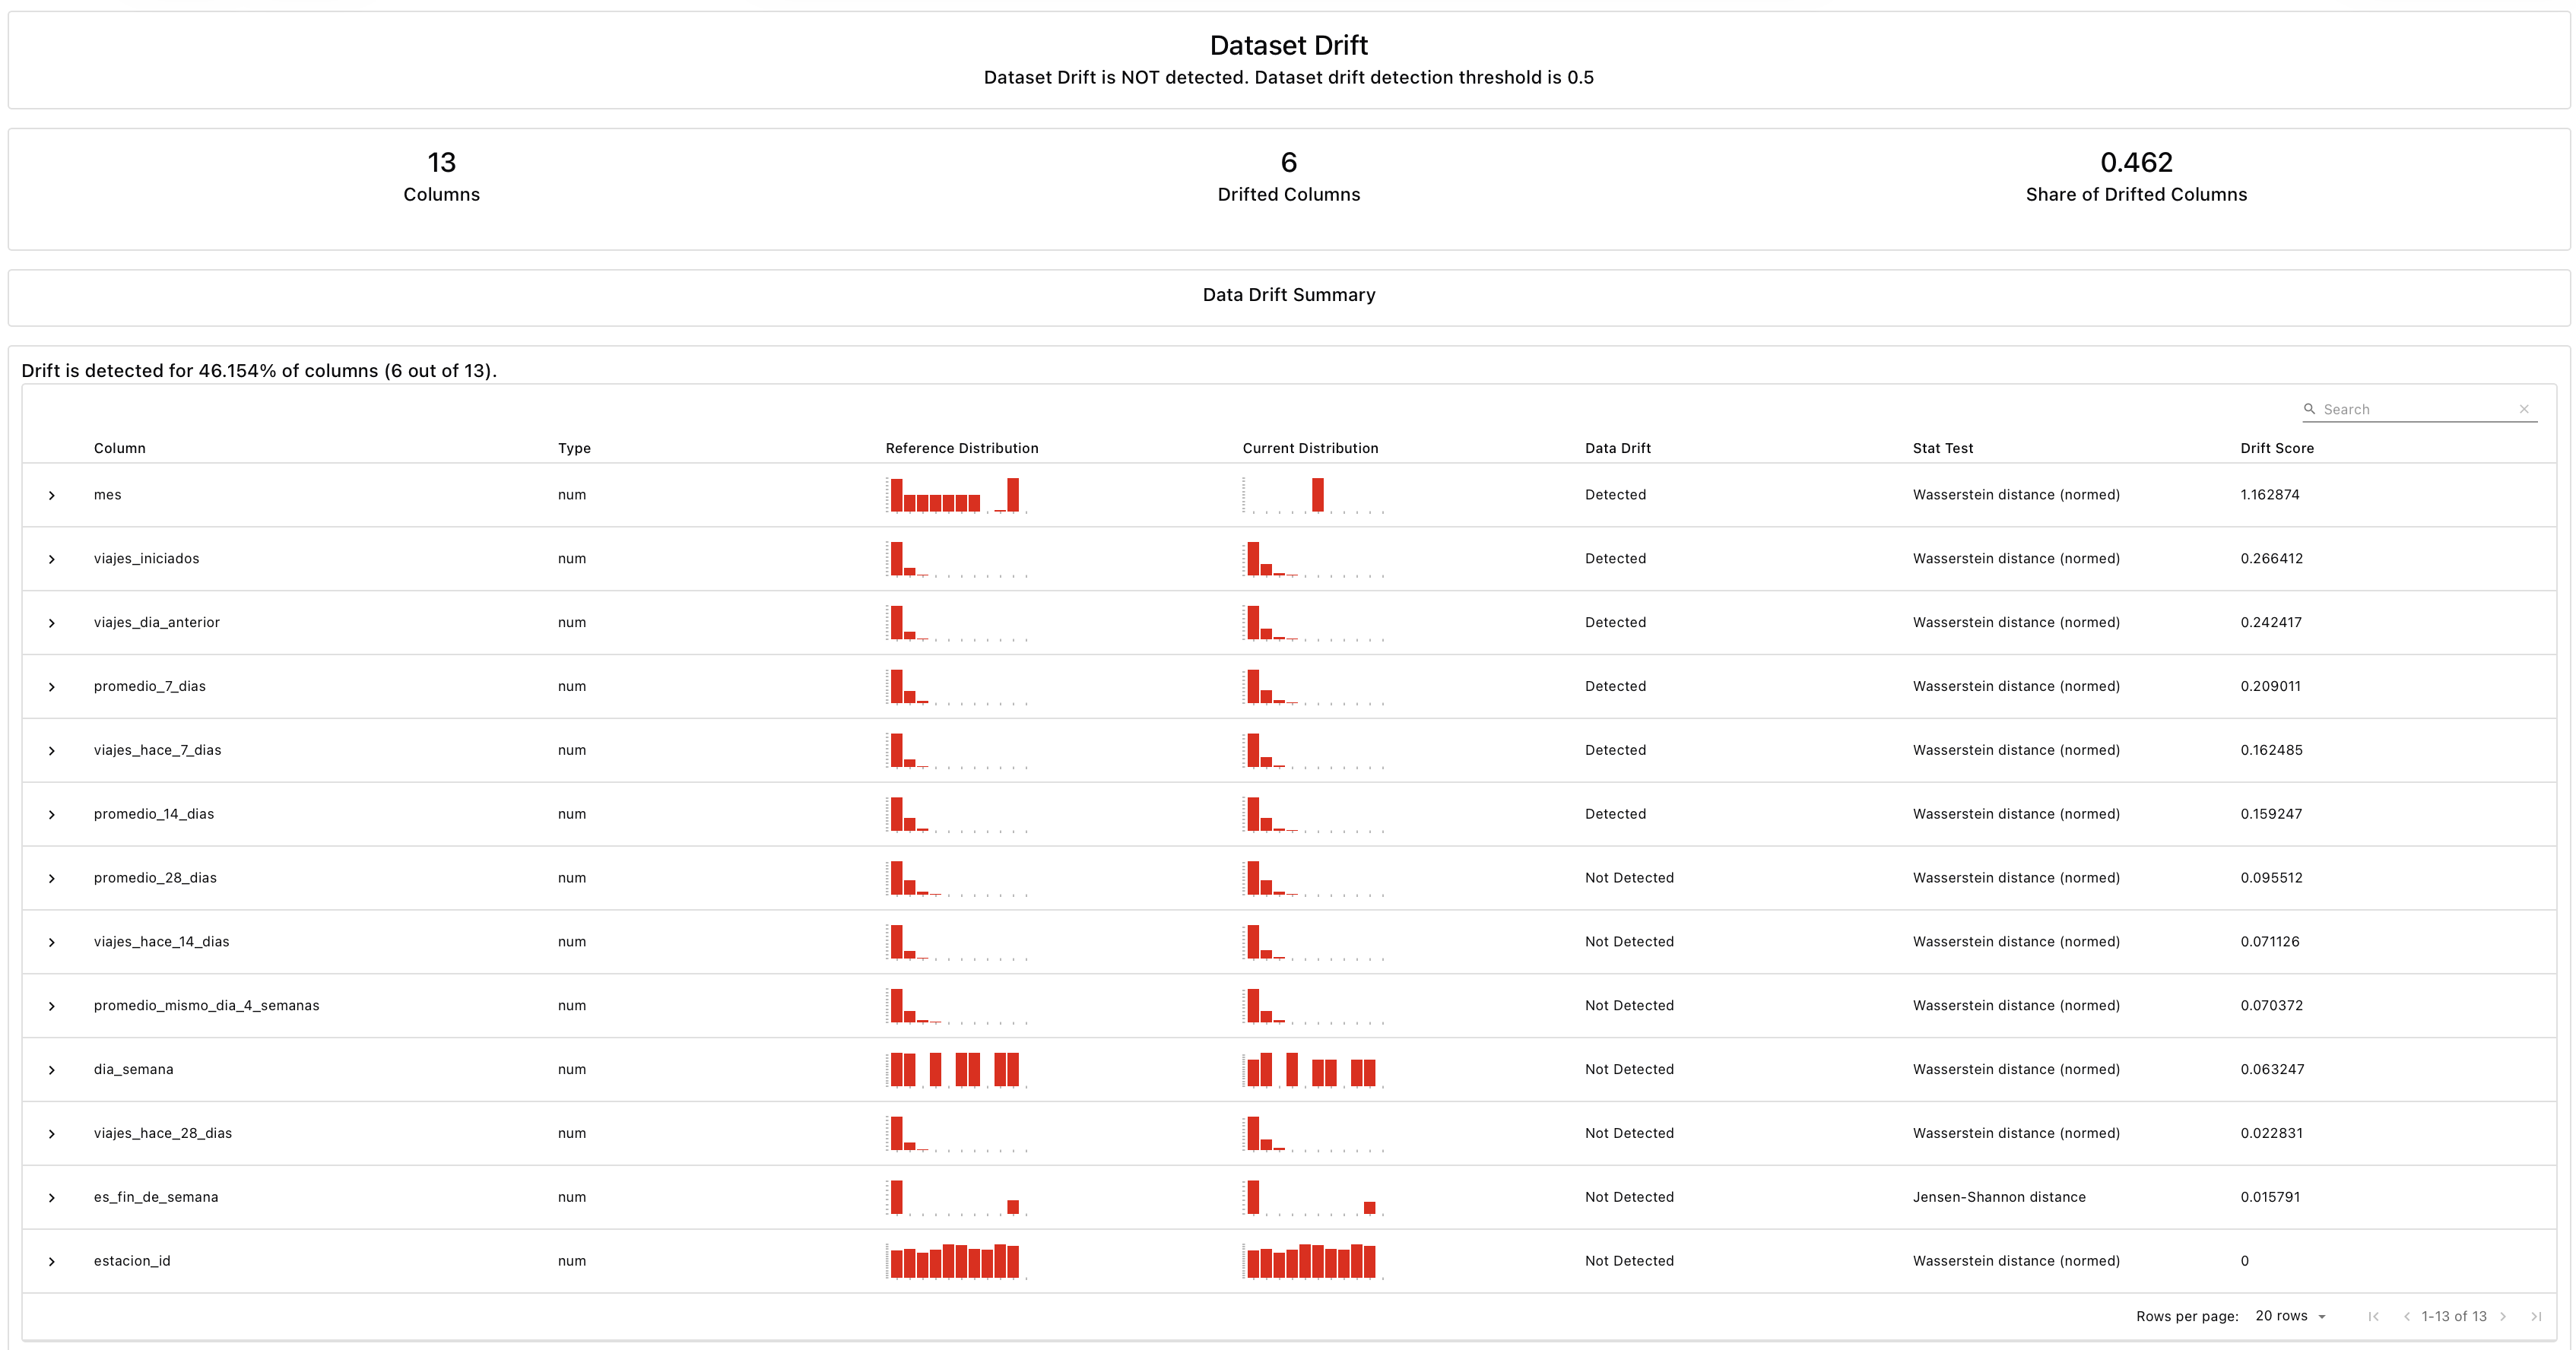 Dataset Drift
Dataset Drift is NOT detected. Dataset drift detection threshold is 0.5
13
Columns
6
Drifted Columns
0.462
Share of Drifted Columns
Data Drift Summary
Drift is detected for 46.154% of columns (6 out of 13).
Search
Column Type Reference Distribution Current Distribution Data Drift Stat Test Drift Score
mes num Detected Wasserstein distance (normed) 1.162874
viajes_iniciados num Detected Wasserstein distance (normed) 0.266412
viajes_dia_anterior num Detected Wasserstein distance (normed) 0.242417
promedio_7_dias num Detected Wasserstein distance (normed) 0.209011
viajes_hace_7_dias num Detected Wasserstein distance (normed) 0.162485
promedio_14_dias num Detected Wasserstein distance (normed) 0.159247
promedio_28_dias num Not Detected Wasserstein distance (normed) 0.095512
viajes_hace_14_dias num Not Detected Wasserstein distance (normed) 0.071126
promedio_mismo_dia_4_semanas num Not Detected Wasserstein distance (normed) 0.070372
dia_semana num Not Detected Wasserstein distance (normed) 0.063247
viajes_hace_28_dias num Not Detected Wasserstein distance (normed) 0.022831
es_fin_de_semana num Not Detected Jensen-Shannon distance 0.015791
estacion_id num Not Detected Wasserstein distance (normed) 0
Rows per page: 20 rows 1-13 of 13